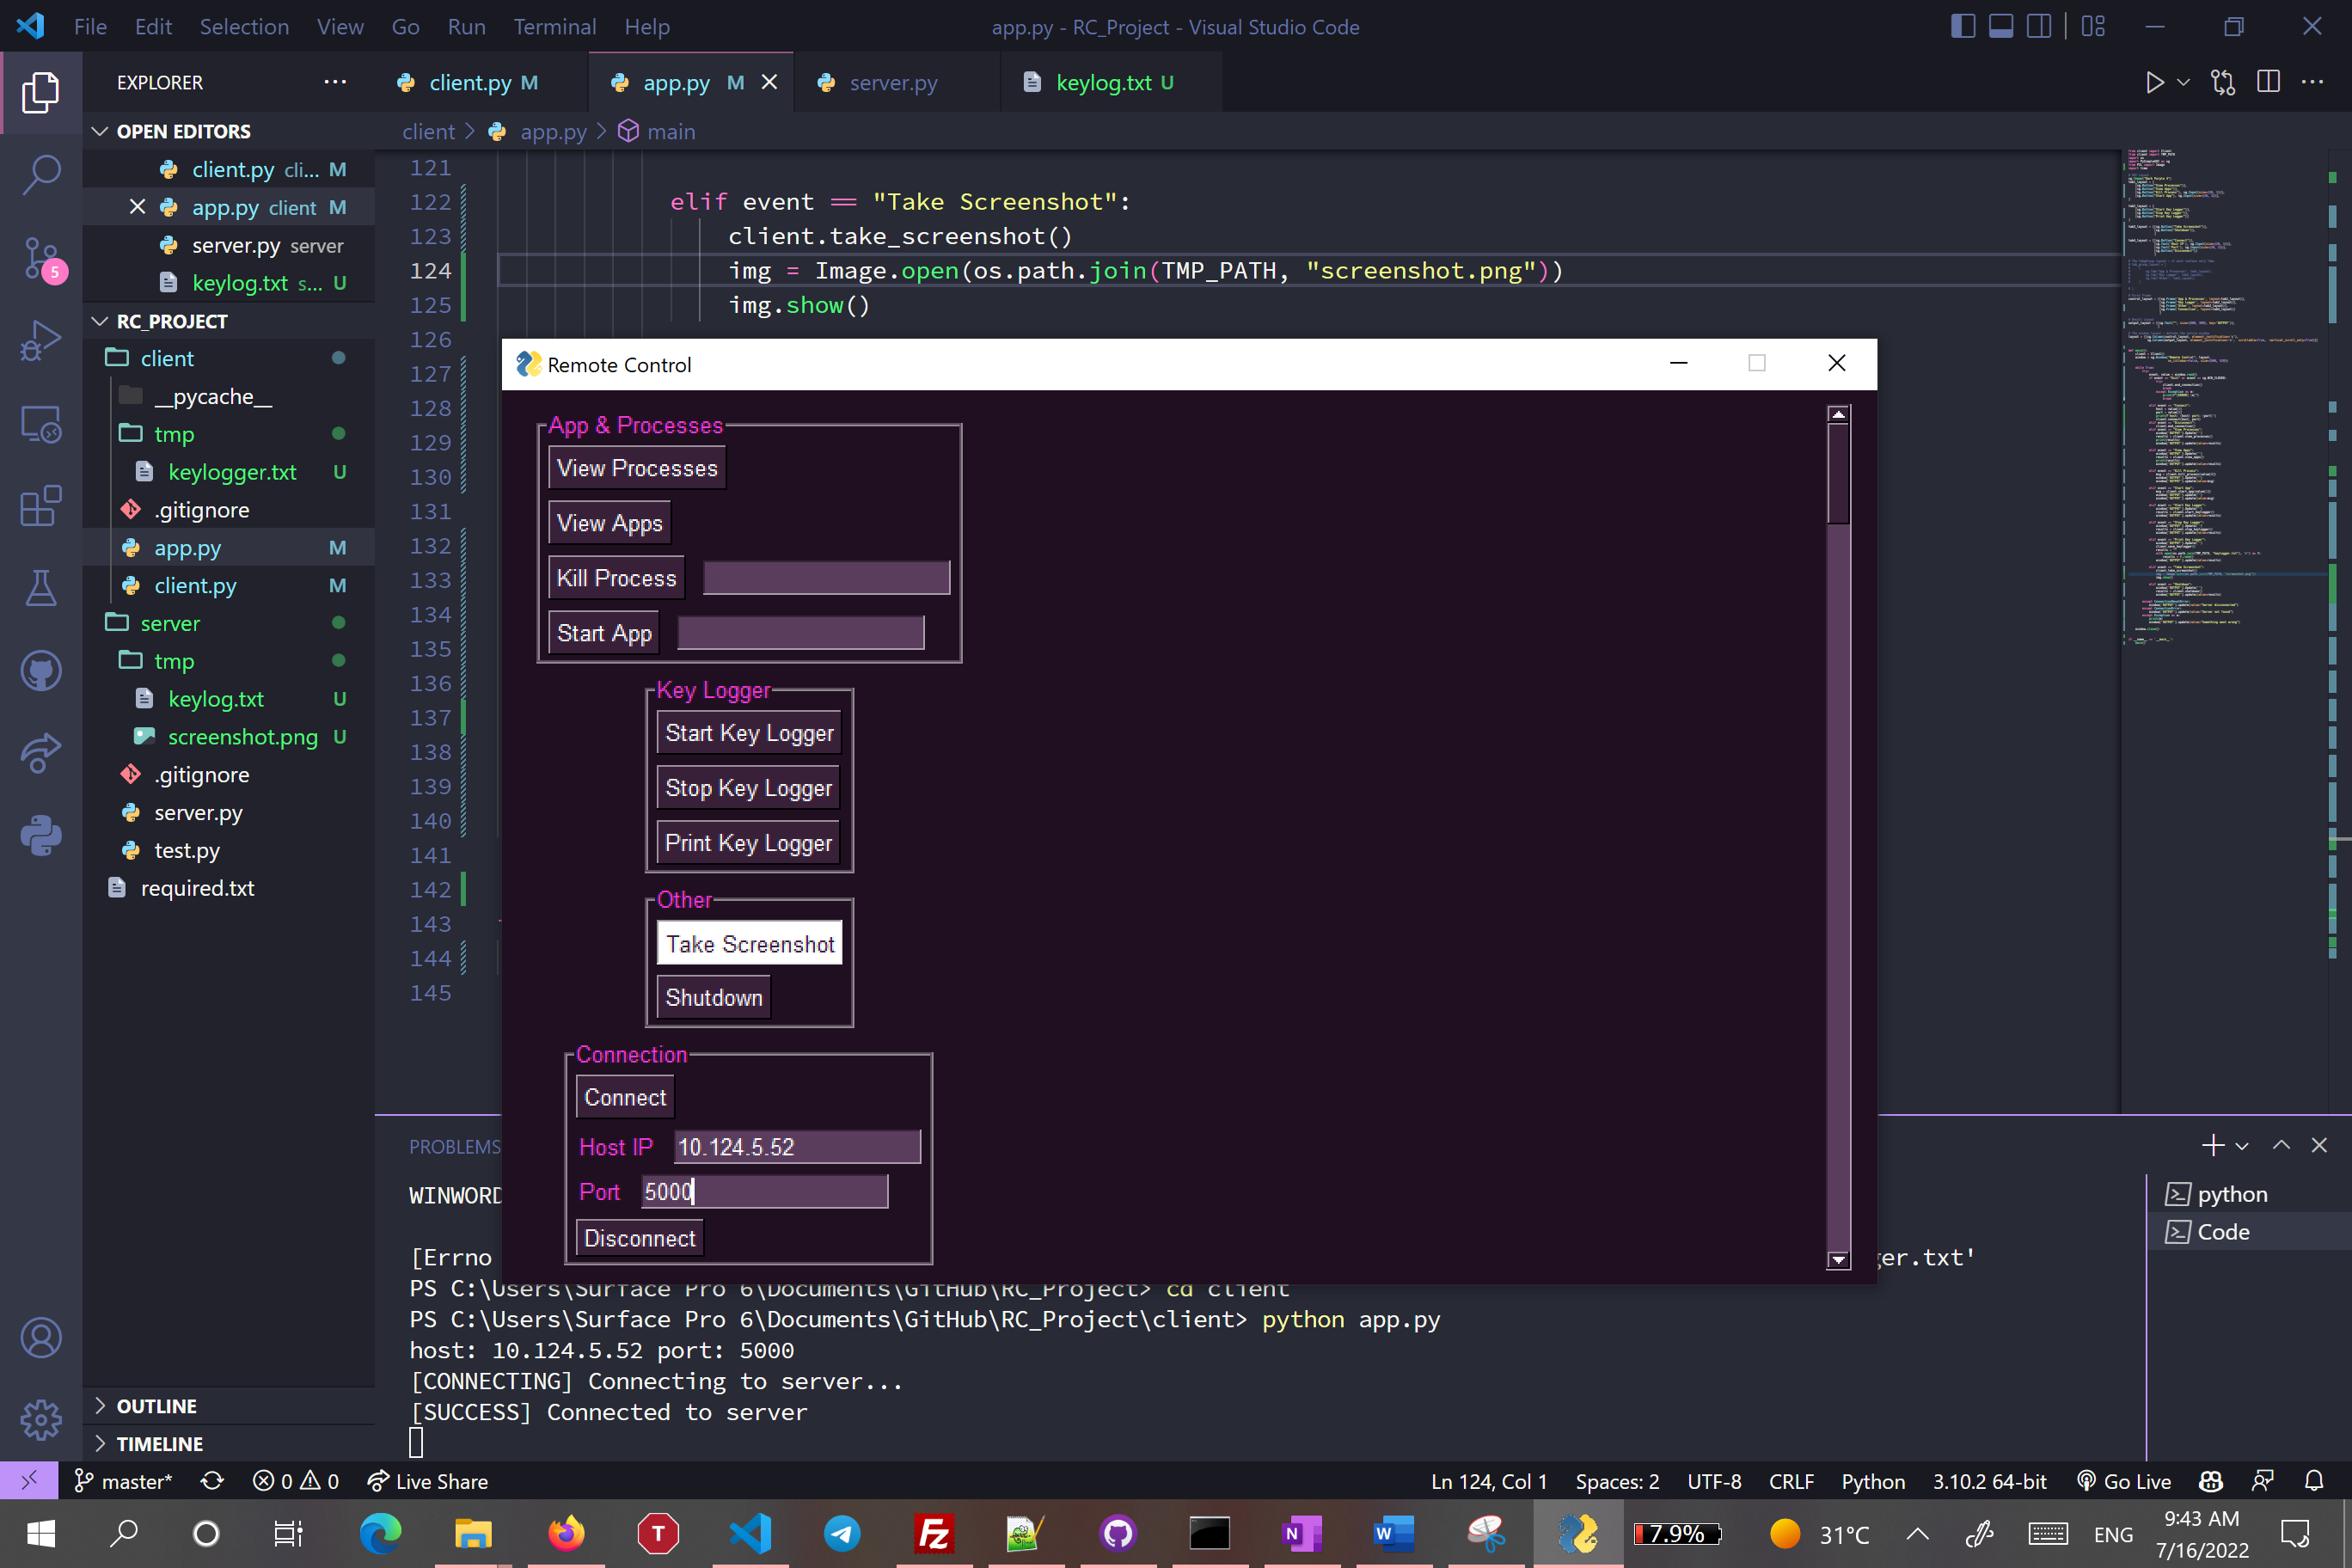 File Edit Selection View Go Run Terminal Help
app.py - RC_Project - Visual Studio Code
EXPLORER
client.py M
app.py M
server.py
keylog.txt U
OPEN EDITORS
client > app.py > main
client.py cli... M
app.py client M
server.py server
keylog.txt s... U
5
RC_PROJECT
client
__pycache__
tmp
keylogger.txt U
.gitignore
app.py M
client.py M
server
tmp
keylog.txt U
screenshot.png U
.gitignore
server.py
test.py
required.txt
OUTLINE
TIMELINE
121
122 elif event == "Take Screenshot":
123 client.take_screenshot()
124 img = Image.open(os.path.join(TMP_PATH, "screenshot.png"))
125 img.show()
126
127
128
129
130
131
132
133
134
135
136
137
138
139
140
141
142
143
144
145
Remote Control
App & Processes
View Processes
View Apps
Kill Process
Start App
Key Logger
Start Key Logger
Stop Key Logger
Print Key Logger
Other
Take Screenshot
Shutdown
Connection
Connect
Host IP 10.124.5.52
Port 5000
Disconnect
PROBLEMS
WINWORD
[Errno
ger.txt'
PS C:\Users\Surface Pro 6\Documents\GitHub\RC_Project> cd client
PS C:\Users\Surface Pro 6\Documents\GitHub\RC_Project\client> python app.py
host: 10.124.5.52 port: 5000
[CONNECTING] Connecting to server...
[SUCCESS] Connected to server
python
Code
master* 0 0 Live Share
Ln 124, Col 1 Spaces: 2 UTF-8 CRLF Python 3.10.2 64-bit Go Live
T Fz N W 7.9% 31°C ENG
9:43 AM
7/16/2022